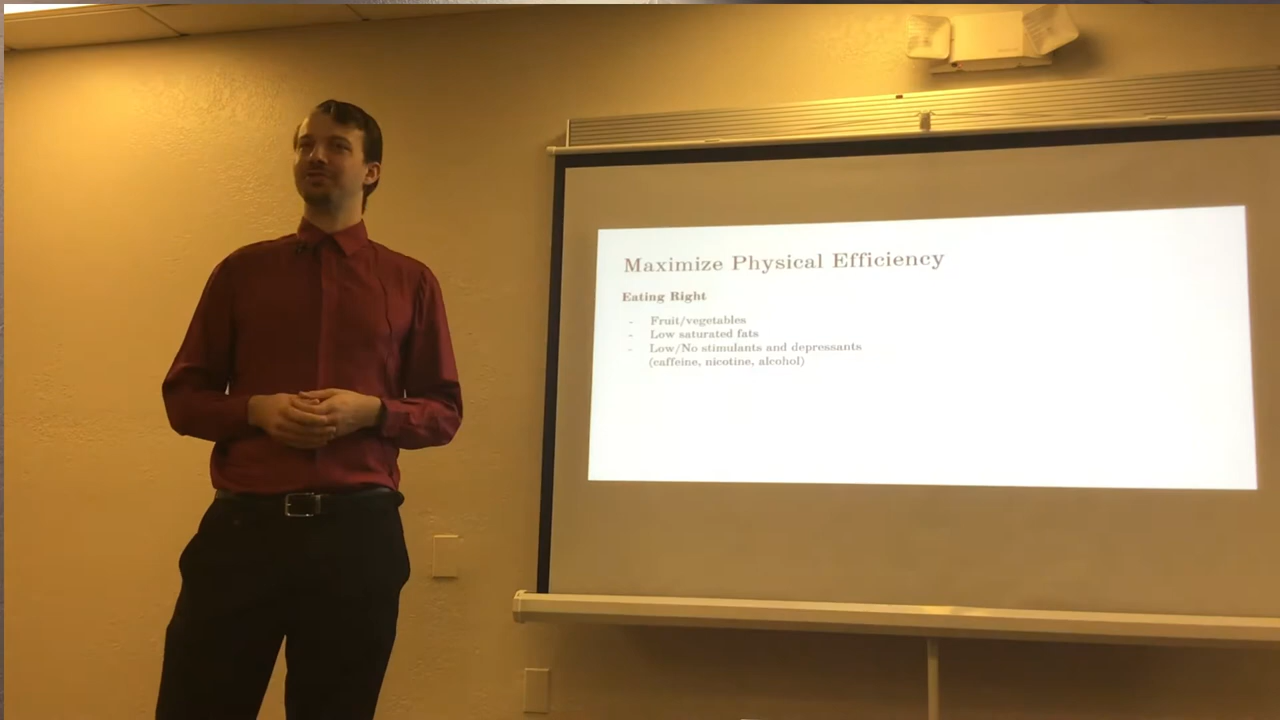 Maximize Physical Efficiency
Eating Right
- Fruit/vegetables
- Low saturated fats
- Low/No stimulants and depressants
(caffeine, nicotine, alcohol)